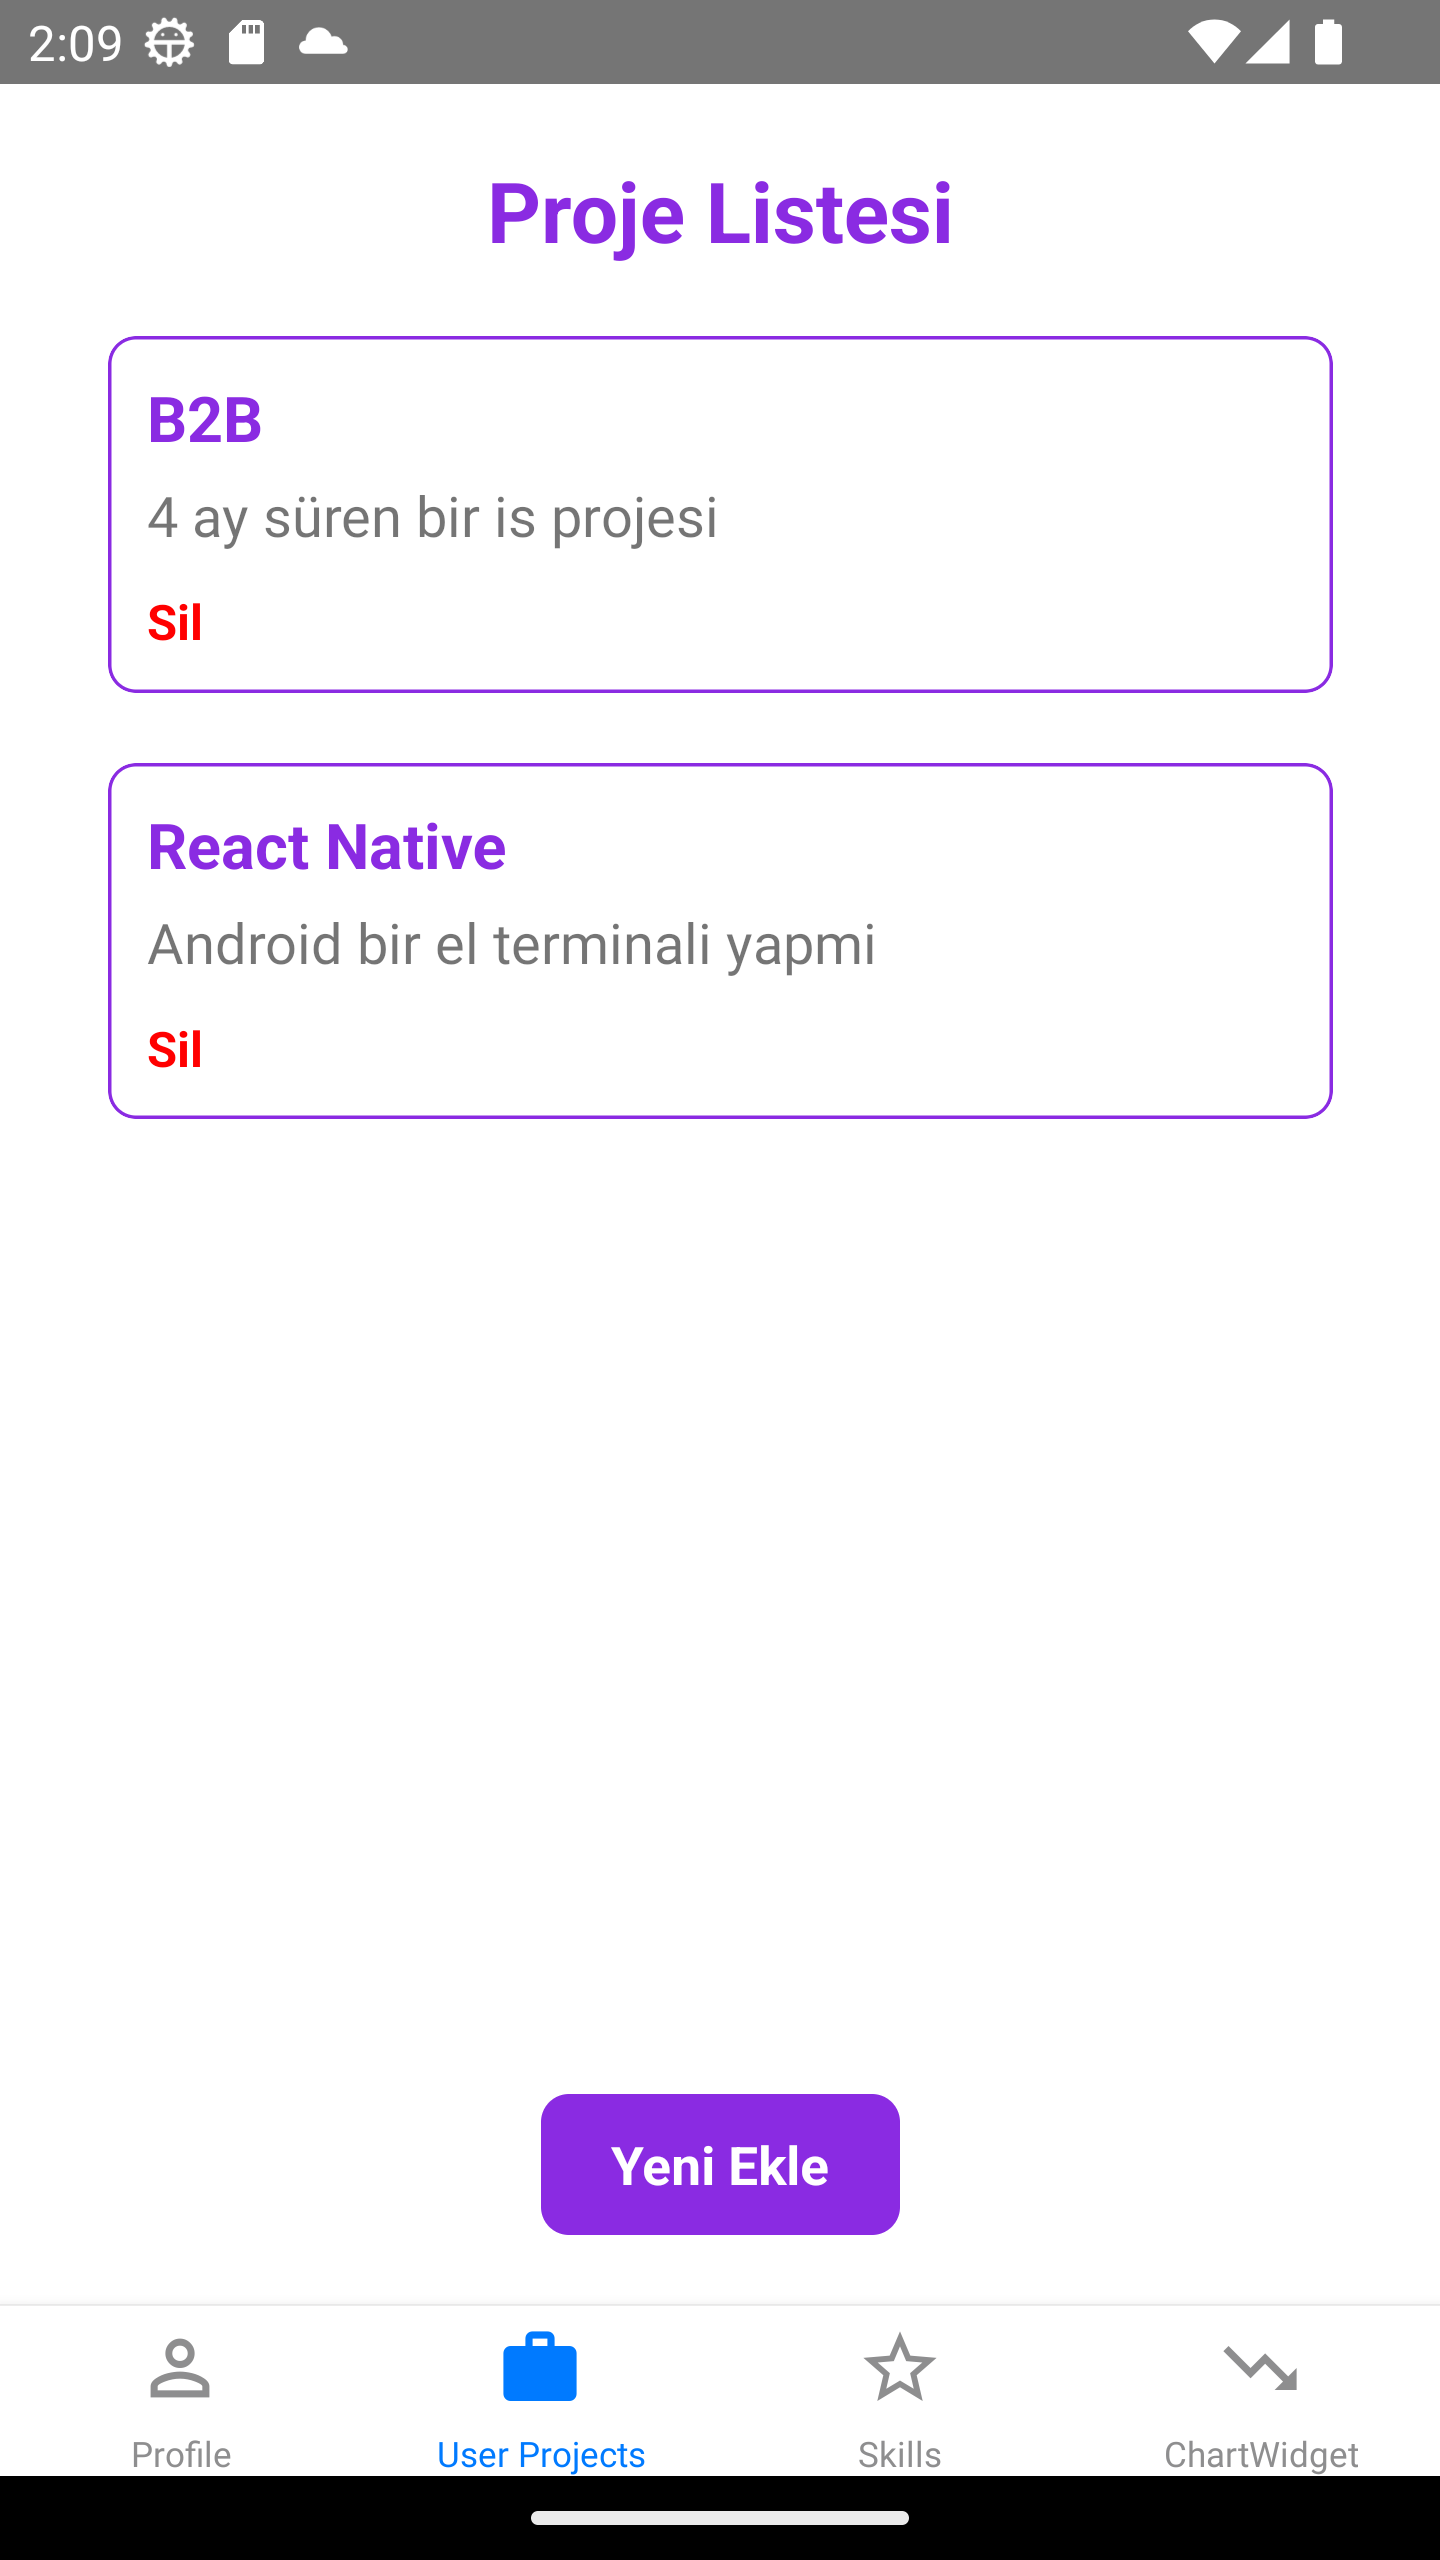 2:09
Proje Listesi
B2B
4 ay süren bir is projesi
Sil
React Native
Android bir el terminali yapmi
Sil
Yeni Ekle
Profile
User Projects
Skills
ChartWidget